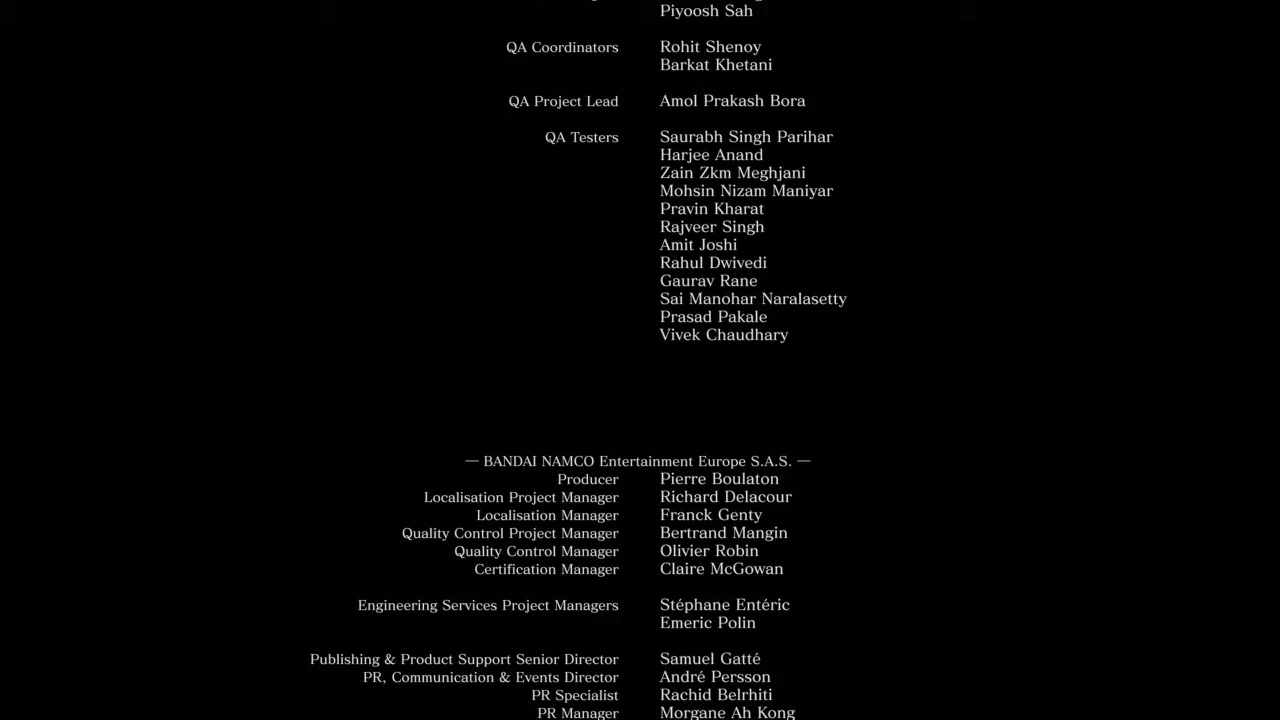 Piyoosh Sah
QA Coordinators Rohit Shenoy
Barkat Khetani
QA Project Lead Amol Prakash Bora
QA Testers Saurabh Singh Parihar
Harjee Anand
Zain Zkm Meghjani
Mohsin Nizam Maniyar
Pravin Kharat
Rajveer Singh
Amit Joshi
Rahul Dwivedi
Gaurav Rane
Sai Manohar Naralasetty
Prasad Pakale
Vivek Chaudhary
— BANDAI NAMCO Entertainment Europe S.A.S. —
Producer Pierre Boulaton
Localisation Project Manager Richard Delacour
Localisation Manager Franck Genty
Quality Control Project Manager Bertrand Mangin
Quality Control Manager Olivier Robin
Certification Manager Claire McGowan
Engineering Services Project Managers Stéphane Entéric
Emeric Polin
Publishing & Product Support Senior Director Samuel Gatté
PR, Communication & Events Director André Persson
PR Specialist Rachid Belrhiti
PR Manager Morgane Ah Kong